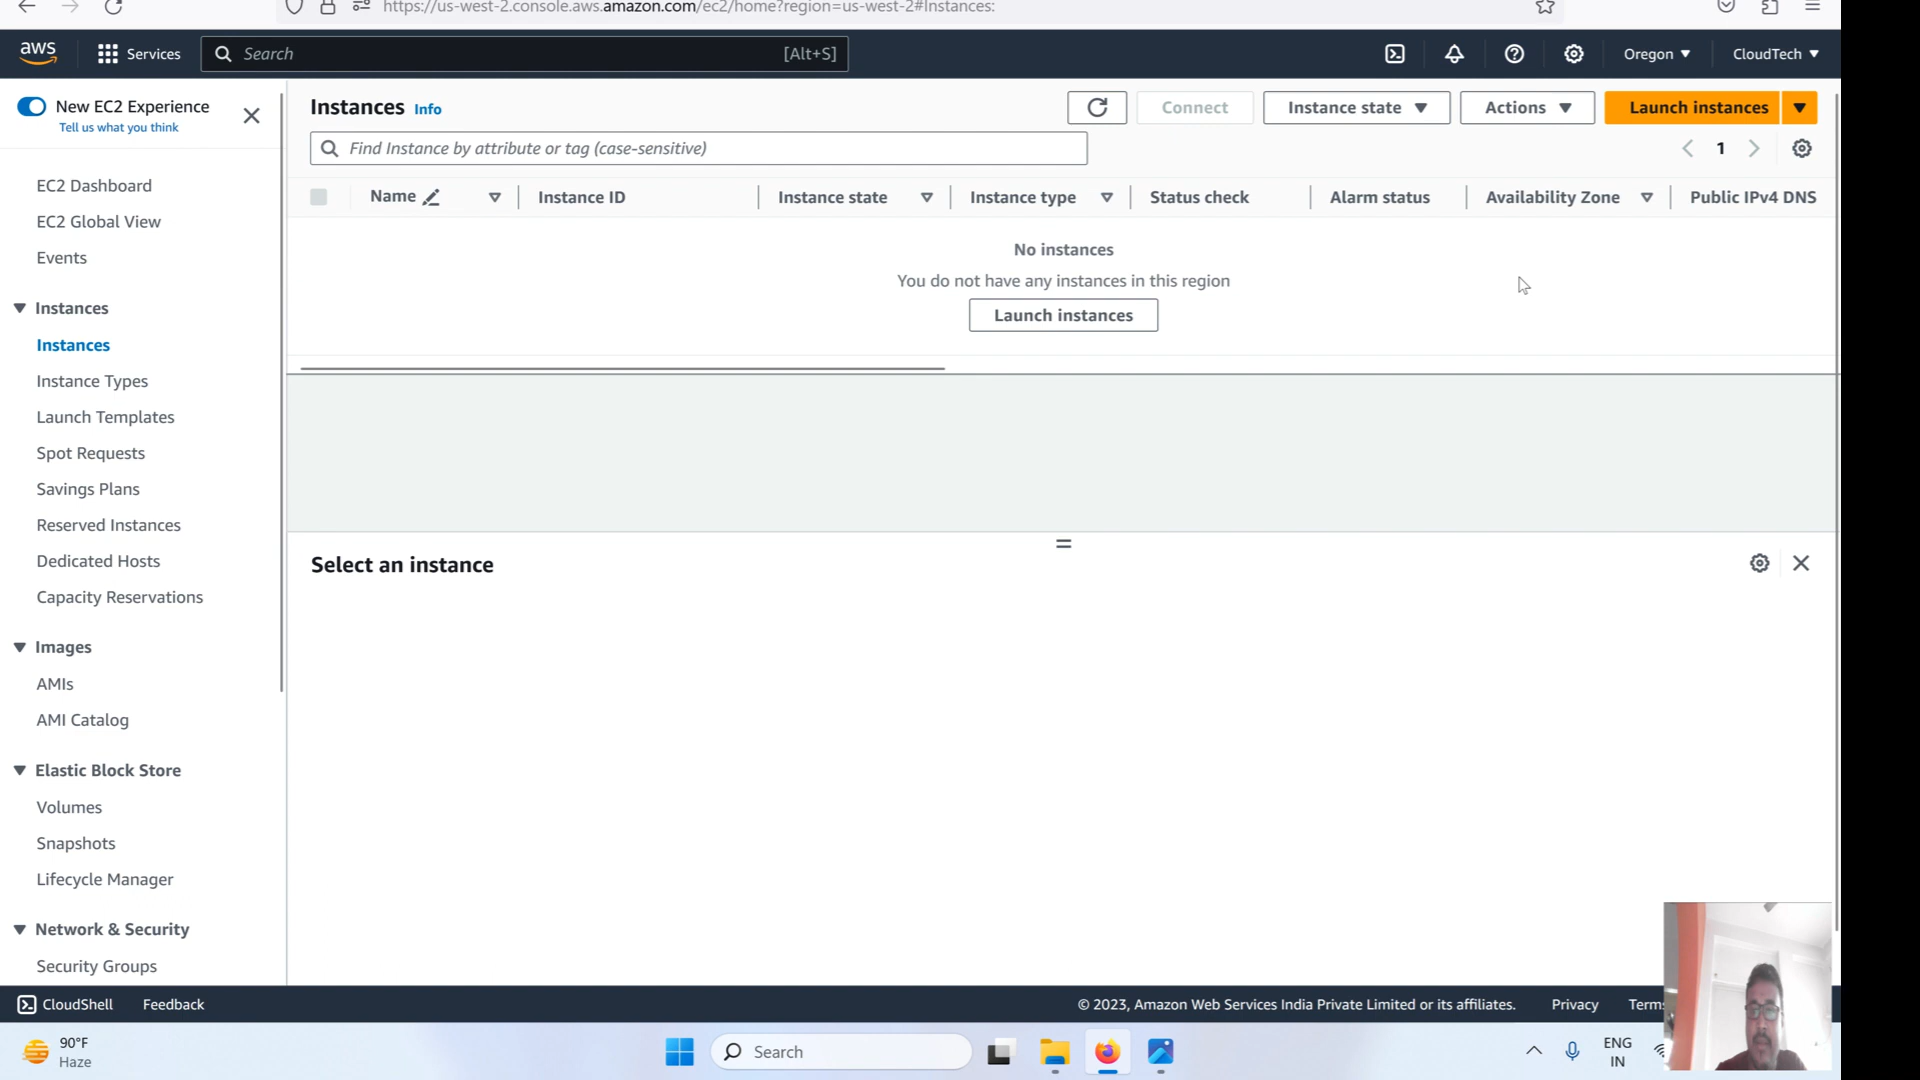 https://us-west-2.console.aws.amazon.com/ec2/home?region=us-west-2#Instances:
aws
Services
Search
[Alt+S]
Oregon
CloudTech
New EC2 Experience
Tell us what you think
Instances
Info
Connect
Instance state
Actions
Launch instances
Find Instance by attribute or tag (case-sensitive)
1
Name
Instance ID
Instance state
Instance type
Status check
Alarm status
Availability Zone
Public IPv4 DNS
No instances
You do not have any instances in this region
Launch instances
EC2 Dashboard
EC2 Global View
Events
Instances
Instances
Instance Types
Launch Templates
Spot Requests
Savings Plans
Reserved Instances
Dedicated Hosts
Capacity Reservations
Images
AMIs
AMI Catalog
Elastic Block Store
Volumes
Snapshots
Lifecycle Manager
Network & Security
Security Groups
Select an instance
CloudShell
Feedback
© 2023, Amazon Web Services India Private Limited or its affiliates.
Privacy
Terms
90°F
Haze
Search
ENG
IN